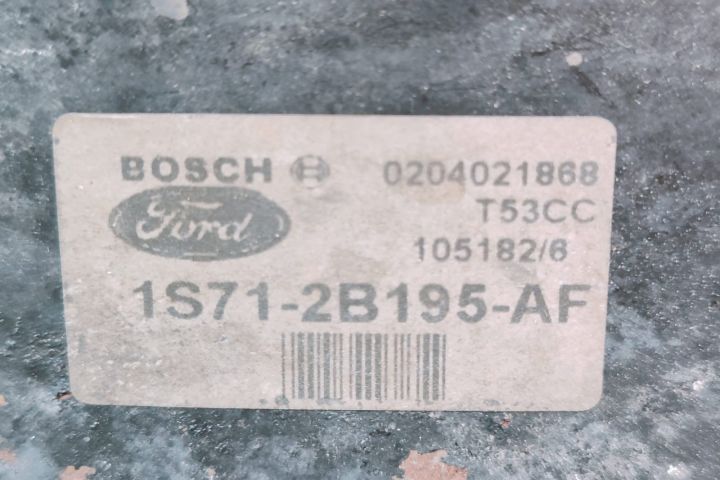 BOSCH 0204021868
Ford T53CC
105182/6
1S71-2B195-AF